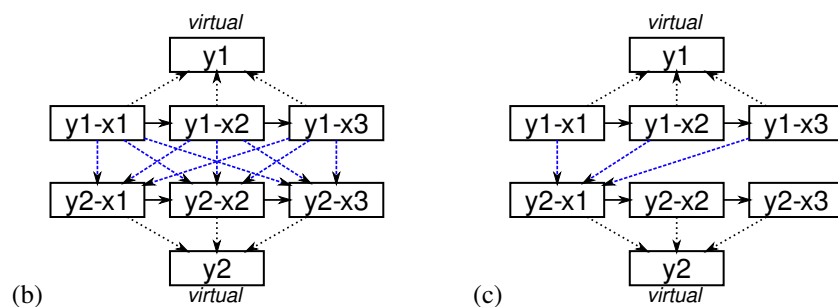 virtual virtual
y1 y1
y1-x1 y1-x2 y1-x3 y1-x1 y1-x2 y1-x3
y2-x1 y2-x2 y2-x3 y2-x1 y2-x2 y2-x3
y2 y2
(b) virtual (c) virtual